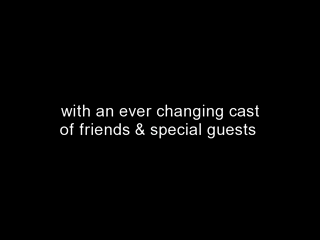 with an ever changing cast
of friends & special guests